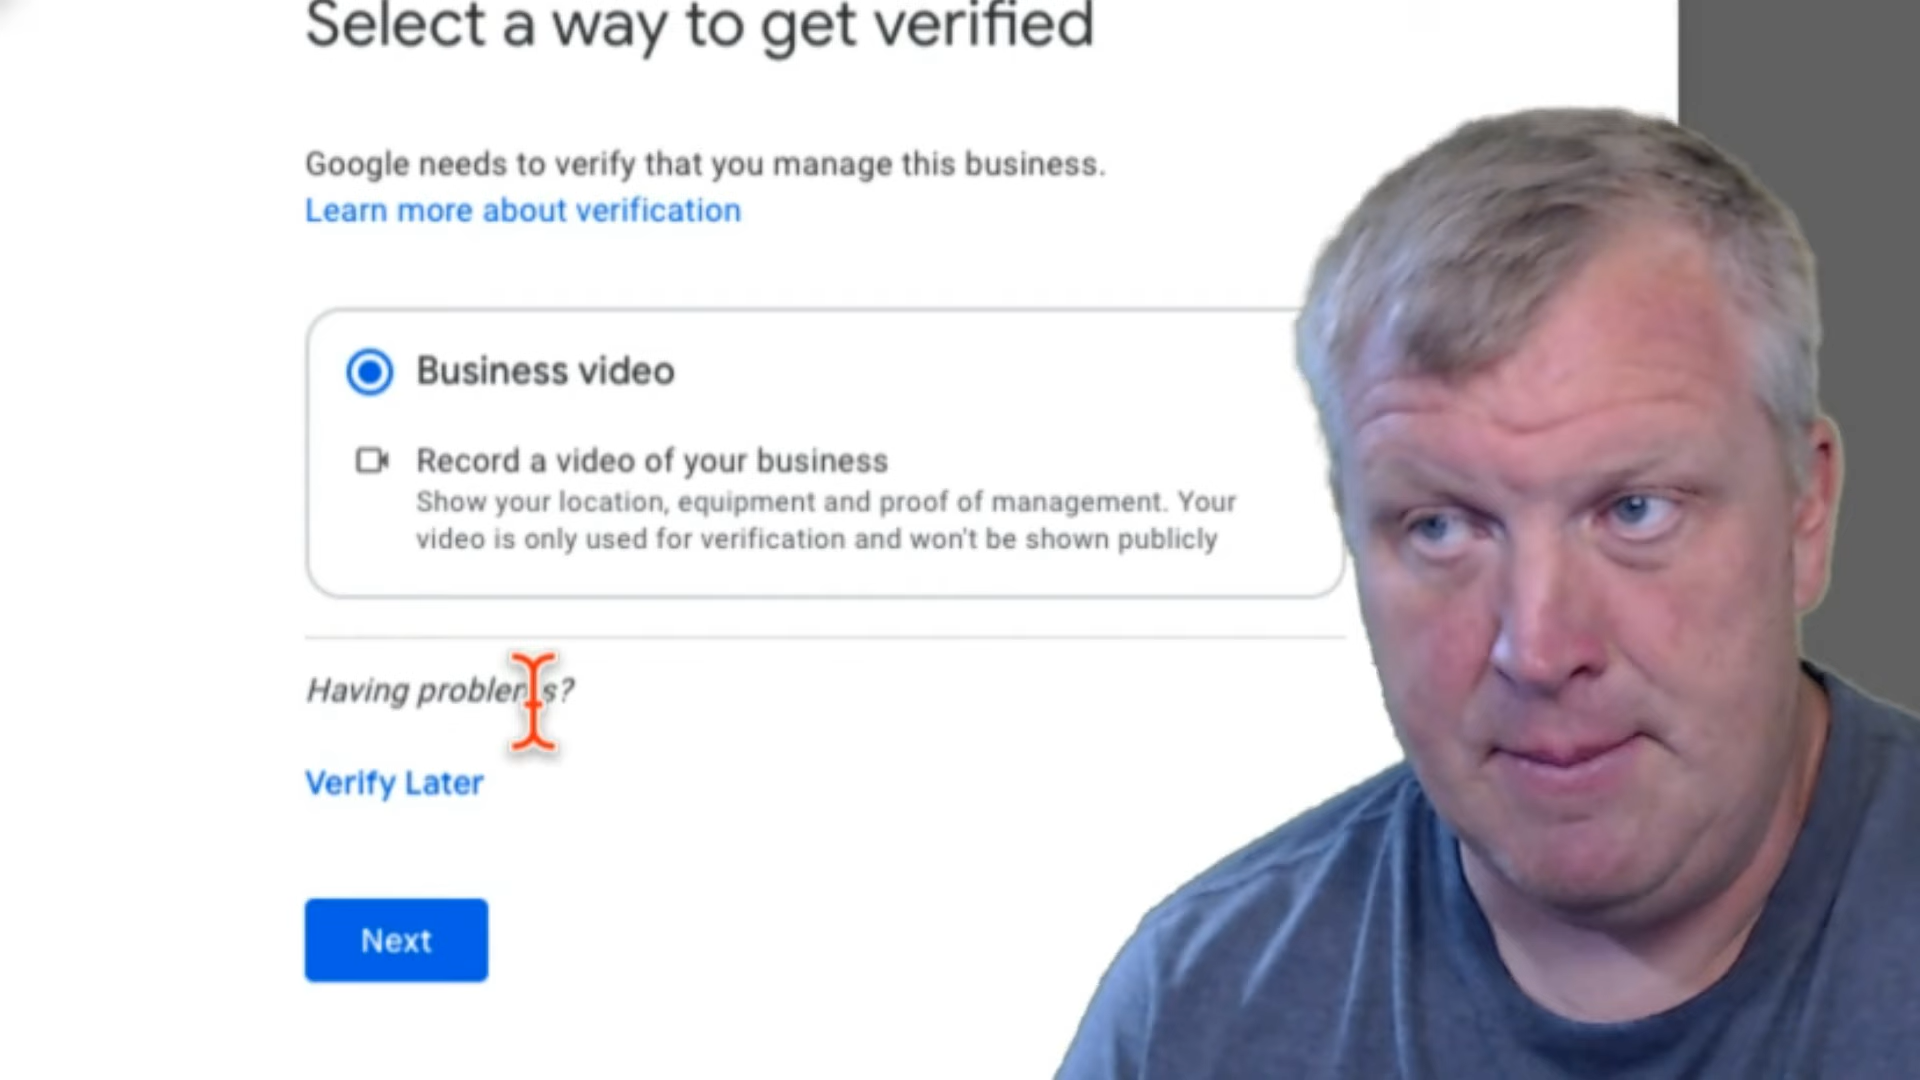 Select a way to get verified
Google needs to verify that you manage this business.
Learn more about verification
Business video
Record a video of your business
Show your location, equipment and proof of management. Your
video is only used for verification and won't be shown publicly
Having problems?
Verify Later
Next